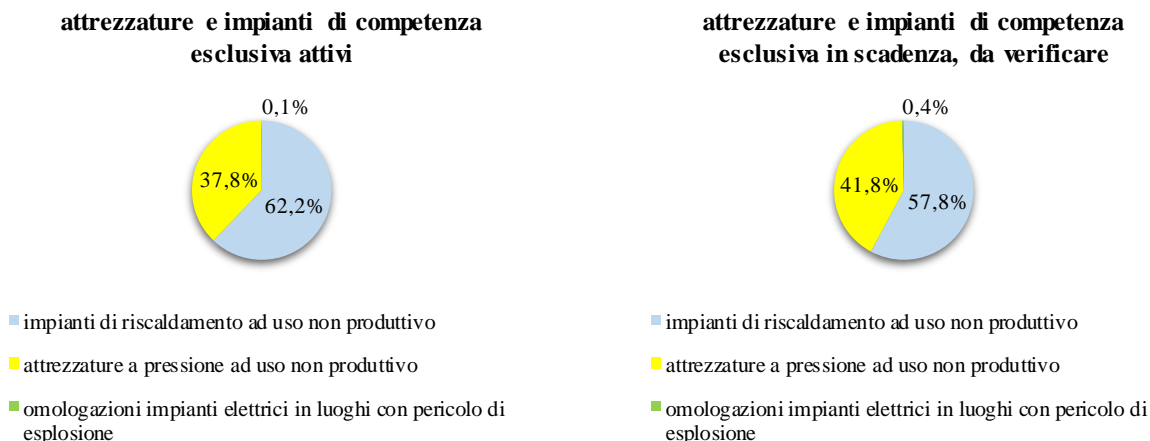 attrezzature e impianti di competenza
esclusiva attivi
0,1%
37,8%
62,2%
impianti di riscaldamento ad uso non produttivo
attrezzature a pressione ad uso non produttivo
omologazioni impianti elettrici in luoghi con pericolo di
esplosione
attrezzature e impianti di competenza
esclusiva in scadenza, da verificare
0,4%
41,8%
57,8%
impianti di riscaldamento ad uso non produttivo
attrezzature a pressione ad uso non produttivo
omologazioni impianti elettrici in luoghi con pericolo di
esplosione